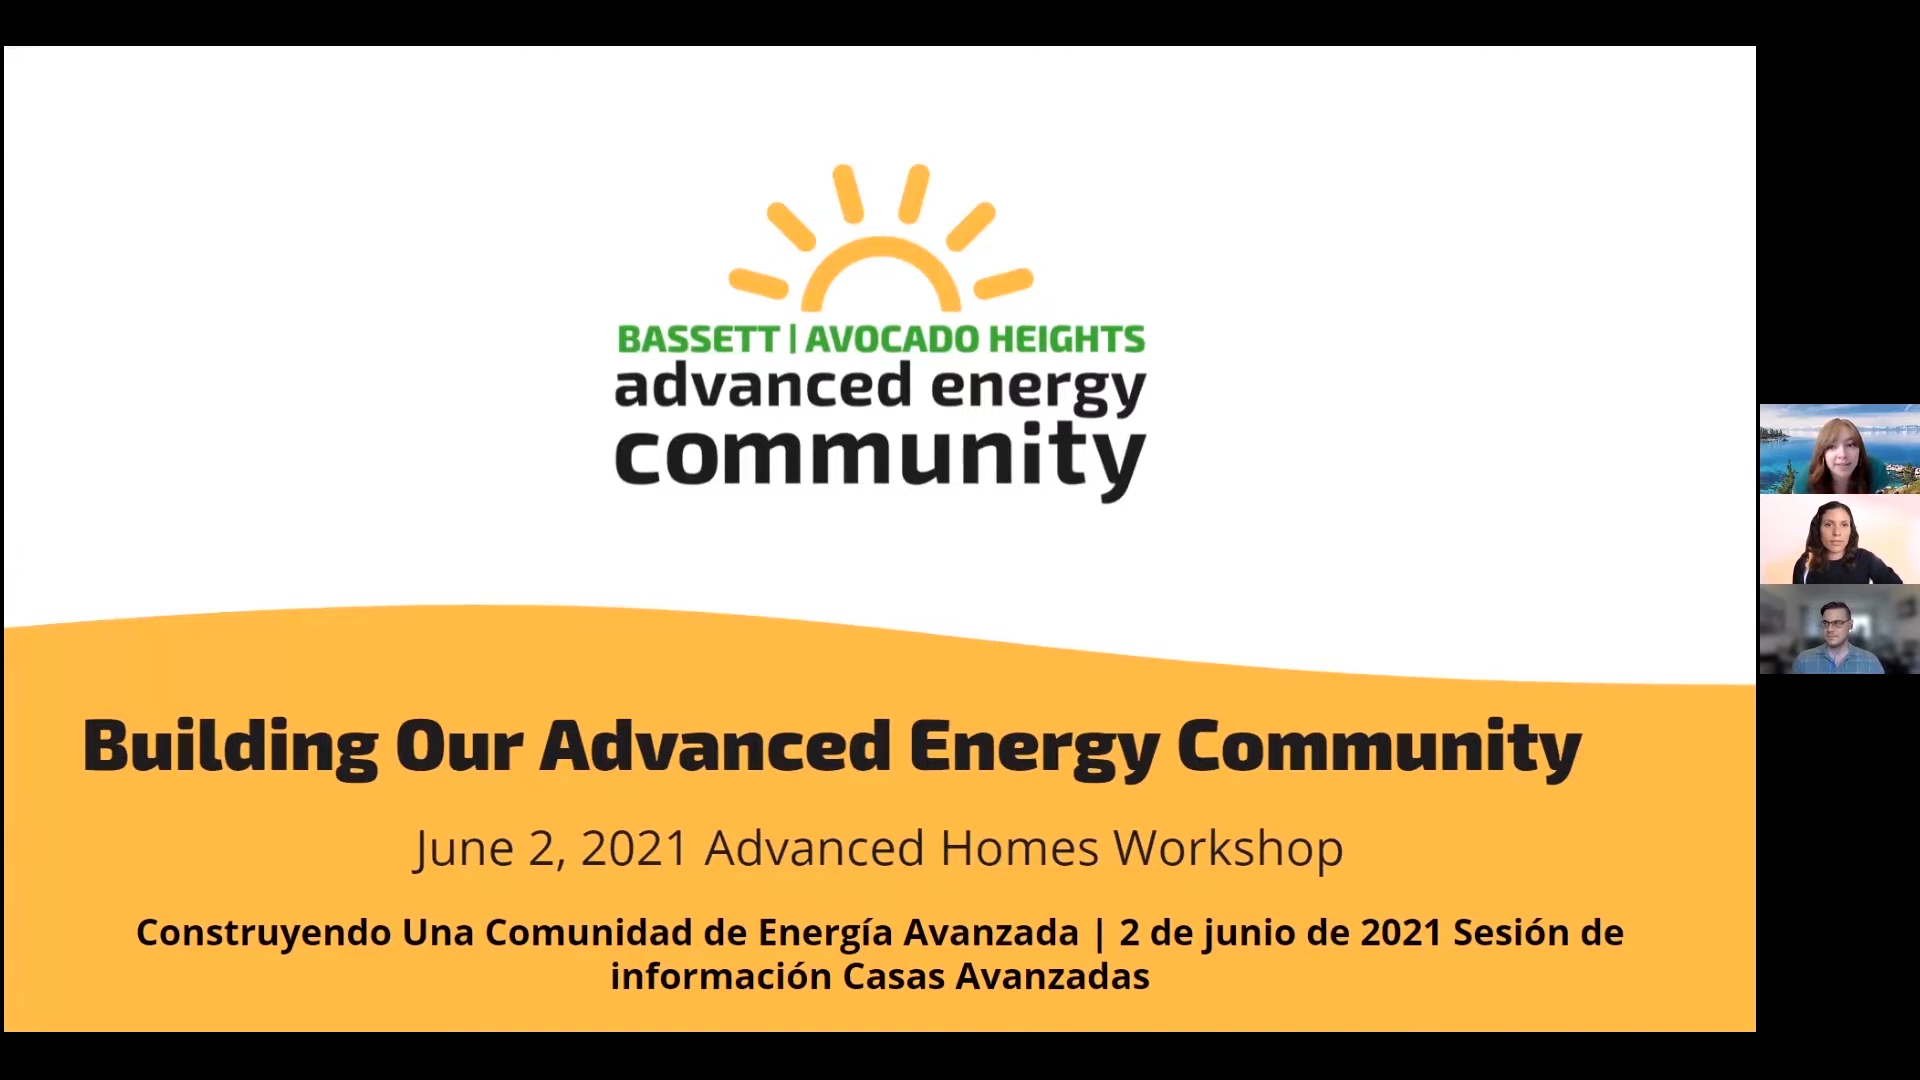 BASSETT | AVOCADO HEIGHTS
advanced energy
community
Building Our Advanced Energy Community
June 2, 2021 Advanced Homes Workshop
Construyendo Una Comunidad de Energía Avanzada | 2 de junio de 2021 Sesión de
información Casas Avanzadas